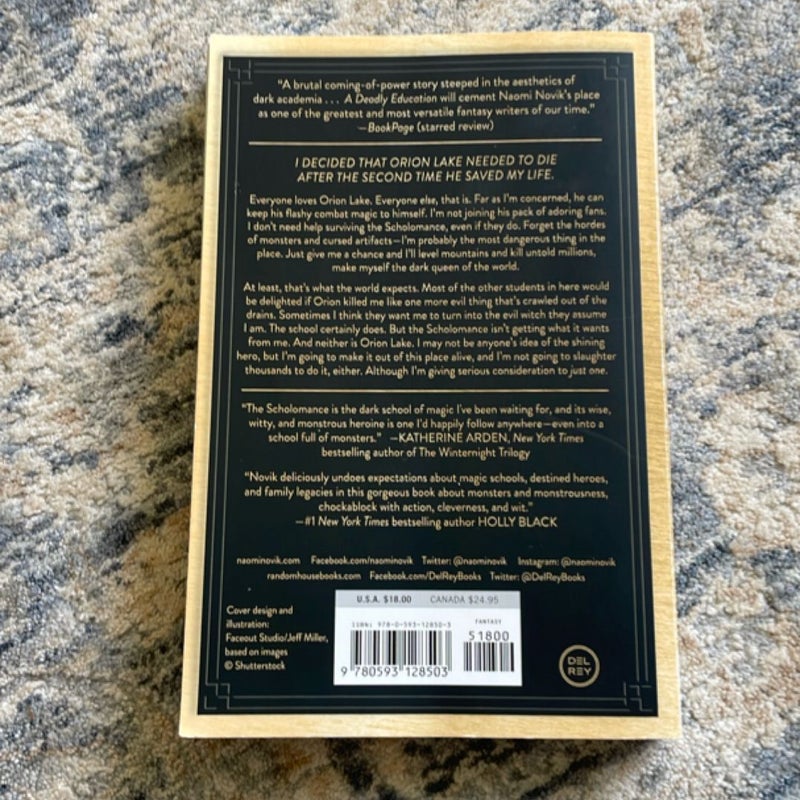 "A brutal coming-of-power story steeped in the aesthetics of
dark academia . . . A Deadly Education will cement Naomi Novik's place
as one of the greatest and most versatile fantasy writers of our time."
—BookPage (starred review)
I DECIDED THAT ORION LAKE NEEDED TO DIE
AFTER THE SECOND TIME HE SAVED MY LIFE.
Everyone loves Orion Lake. Everyone else, that is. Far as I'm concerned, he can
keep his flashy combat magic to himself. I'm not joining his pack of adoring fans.
I don't need help surviving the Scholomance, even if they do. Forget the hordes
of monsters and cursed artifacts—I'm probably the most dangerous thing in the
place. Just give me a chance and I'll level mountains and kill untold millions,
make myself the dark queen of the world.
At least, that's what the world expects. Most of the other students in here would
be delighted if Orion killed me like one more evil thing that's crawled out of the
drains. Sometimes I think they want me to turn into the evil witch they assume
I am. The school certainly does. But the Scholomance isn't getting what it wants
from me. And neither is Orion Lake. I may not be anyone's idea of the shining
hero, but I'm going to make it out of this place alive, and I'm not going to slaughter
thousands to do it, either. Although I'm giving serious consideration to just one.
"The Scholomance is the dark school of magic I've been waiting for, and its wise,
witty, and monstrous heroine is one I'd happily follow anywhere—even into a
school full of monsters." —KATHERINE ARDEN, New York Times
bestselling author of The Winternight Trilogy
"Novik deliciously undoes expectations about magic schools, destined heroes,
and family legacies in this gorgeous book about monsters and monstrousness,
chockablock with action, cleverness, and wit."
—#1 New York Times bestselling author HOLLY BLACK
naominovik.com Facebook.com/naominovik Twitter: @naominovik Instagram: @naominovik
randomhousebooks.com Facebook.com/DelReyBooks Twitter: @DelReyBooks
Cover design and
illustration:
Faceout Studio/Jeff Miller,
based on images
© Shutterstock
U.S.A. $18.00 CANADA $24.95
ISBN: 978-0-593-12850-3
FANTASY
51800
9 780593 128503
DEL
REY